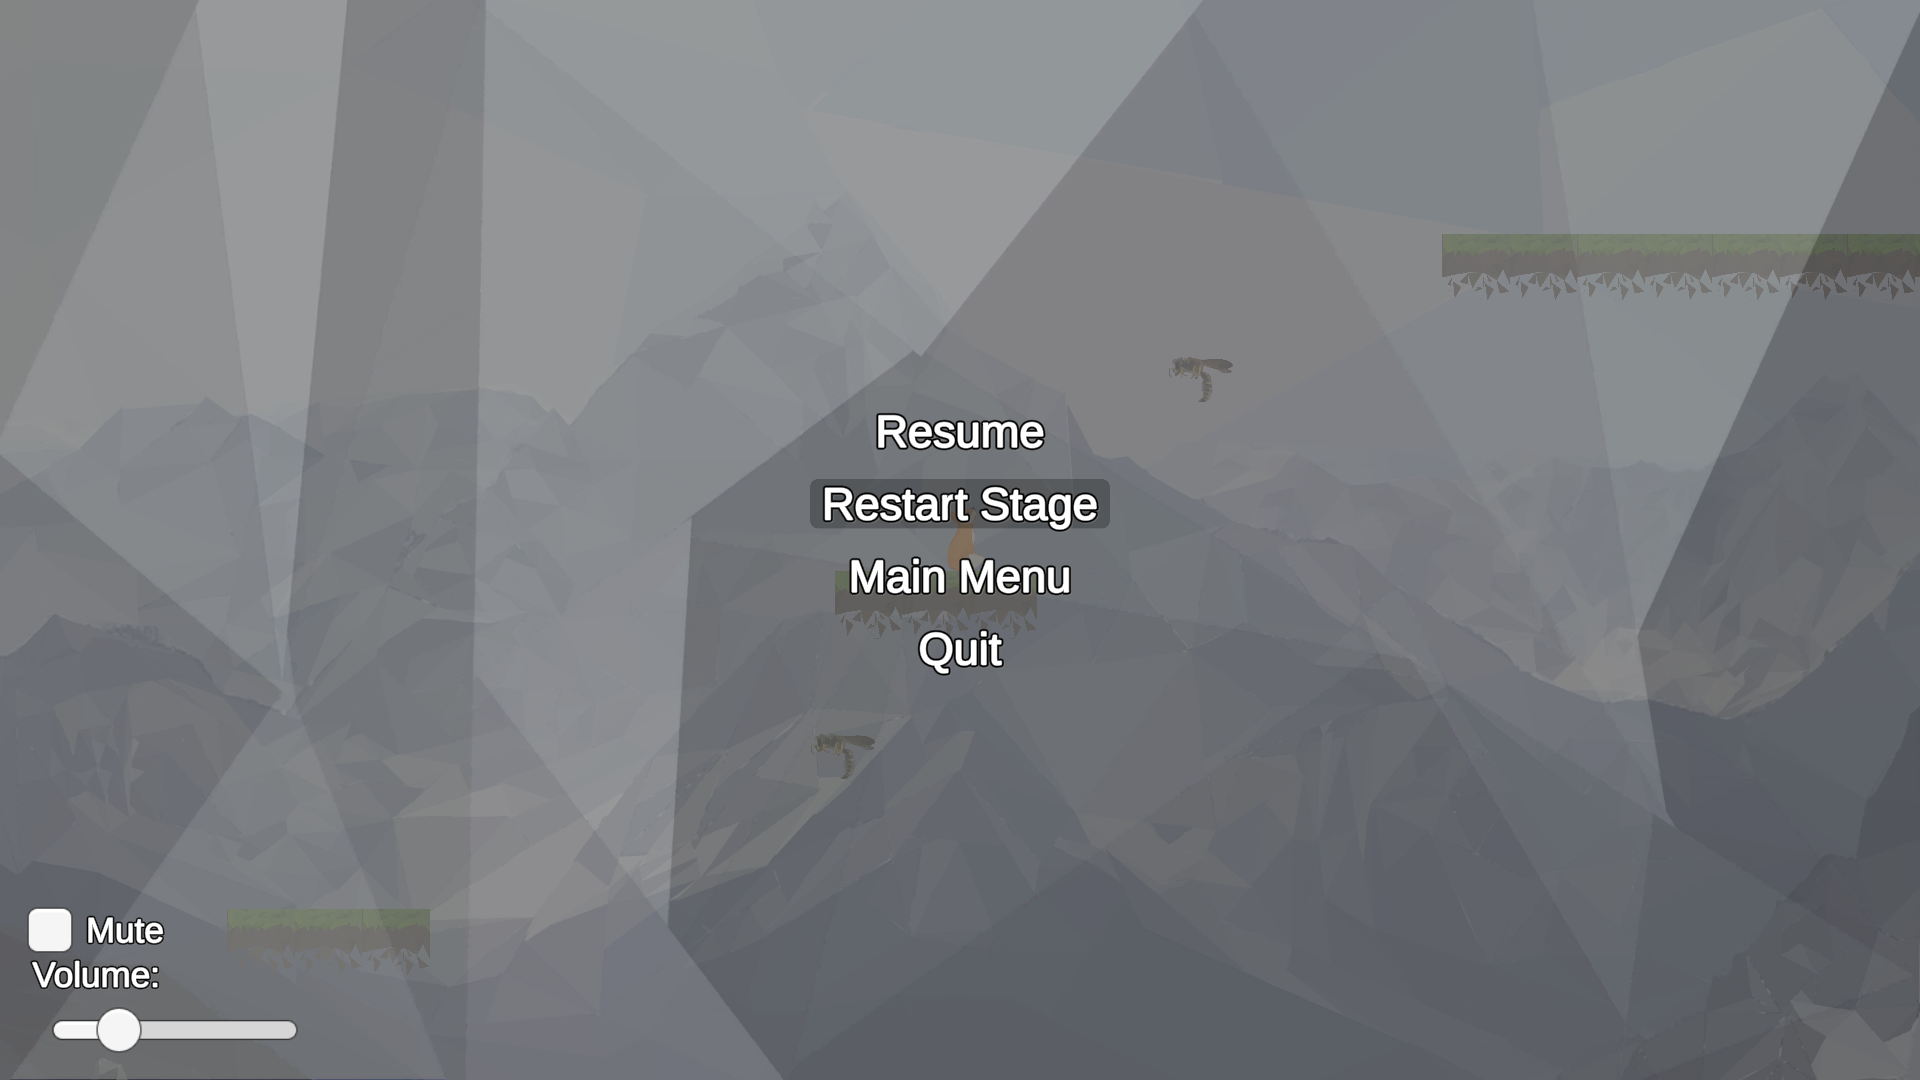 Resume
Restart Stage
Main Menu
Quit
Mute
Volume: